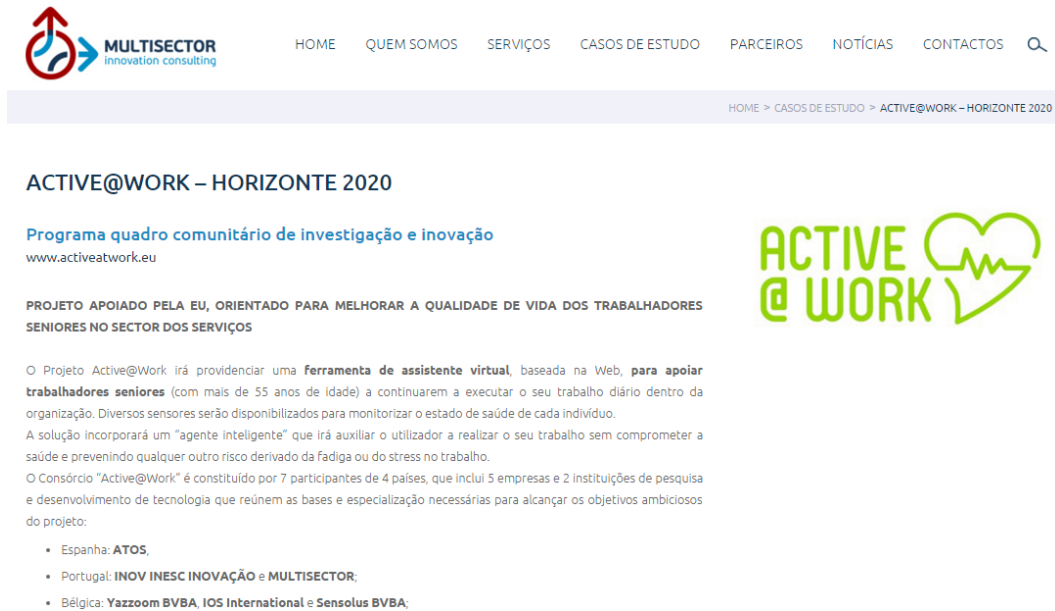 MULTISECTOR
innovation consulting
HOME QUEM SOMOS SERVIÇOS CASOS DE ESTUDO PARCEIROS NOTÍCIAS CONTACTOS
HOME > CASOS DE ESTUDO > ACTIVE@WORK – HORIZONTE 2020
ACTIVE@WORK – HORIZONTE 2020
Programa quadro comunitário de investigação e inovação
www.activeatwork.eu
ACTIVE
@ WORK
PROJETO APOIADO PELA EU, ORIENTADO PARA MELHORAR A QUALIDADE DE VIDA DOS TRABALHADORES
SENIORES NO SECTOR DOS SERVIÇOS
O Projeto Active@Work irá providenciar uma ferramenta de assistente virtual, baseada na Web, para apoiar
trabalhadores seniores (com mais de 55 anos de idade) a continuarem a executar o seu trabalho diário dentro da
organização. Diversos sensores serão disponibilizados para monitorizar o estado de saúde de cada indivíduo.
A solução incorporará um "agente inteligente" que irá auxiliar o utilizador a realizar o seu trabalho sem comprometer a
saúde e prevenindo qualquer outro risco derivado da fadiga ou do stress no trabalho.
O Consórcio "Active@Work" é constituído por 7 participantes de 4 países, que inclui 5 empresas e 2 instituições de pesquisa
e desenvolvimento de tecnologia que reúnem as bases e especialização necessárias para alcançar os objetivos ambiciosos
do projeto:
• Espanha: ATOS,
• Portugal: INOV INESC INOVAÇÃO e MULTISECTOR;
• Bélgica: Yazzoom BVBA, IOS International e Sensolus BVBA;